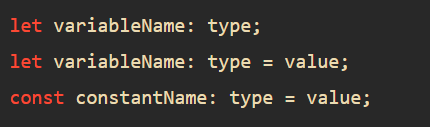 let variableName: type;
let variableName: type = value;
const constantName: type = value;